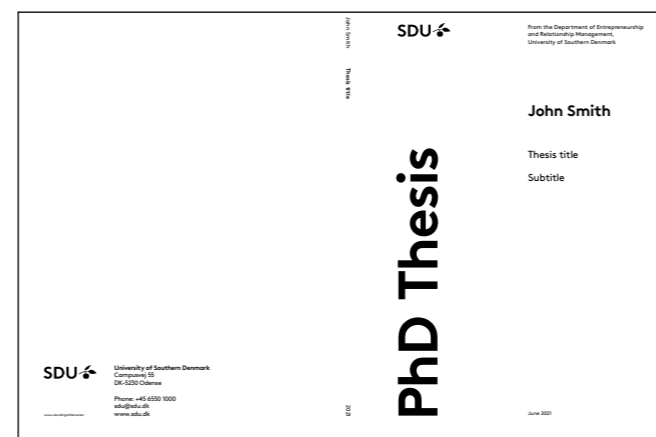 SDU
University of Southern Denmark
Campusvej 55
DK-5230 Odense
Phone: +45 6550 1000
sdu@sdu.dk
www.sdu.dk
John Smith
Thesis title
2021
SDU
PhD Thesis
From the Department of Entrepreneurship
and Relationship Management,
University of Southern Denmark
John Smith
Thesis title
Subtitle
June 2021